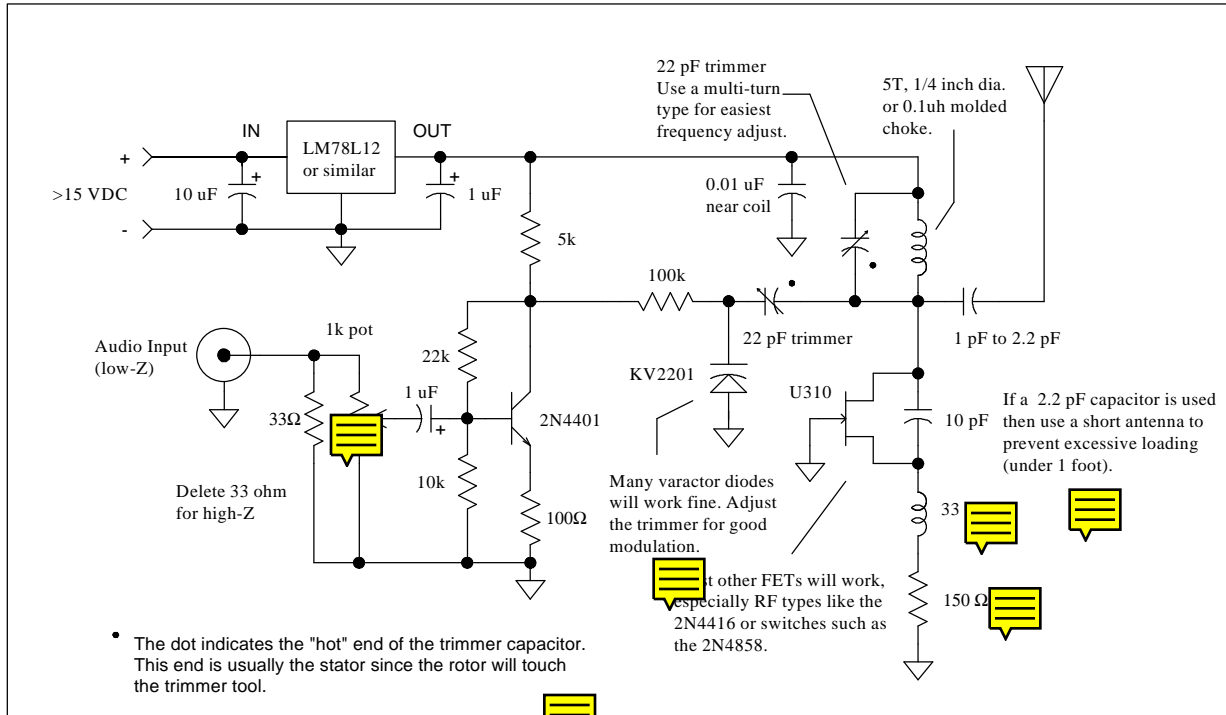 22 pF trimmer
Use a multi-turn
type for easiest
frequency adjust.
5T, 1/4 inch dia.
or 0.1uh molded
choke.
IN
OUT
LM78L12
or similar
+
>15 VDC
-
10 uF
+
1 uF
+
0.01 uF
near coil
5k
100k
22 pF trimmer
1 pF to 2.2 pF
Audio Input
(low-Z)
1k pot
22k
1 uF
+
33Ω
2N4401
KV2201
U310
10 pF
If a 2.2 pF capacitor is used
then use a short antenna to
prevent excessive loading
(under 1 foot).
Delete 33 ohm
for high-Z
10k
100Ω
Many varactor diodes
will work fine. Adjust
the trimmer for good
modulation.
33
150 Ω
other FETs will work,
especially RF types like the
2N4416 or switches such as
the 2N4858.
• The dot indicates the "hot" end of the trimmer capacitor.
This end is usually the stator since the rotor will touch
the trimmer tool.